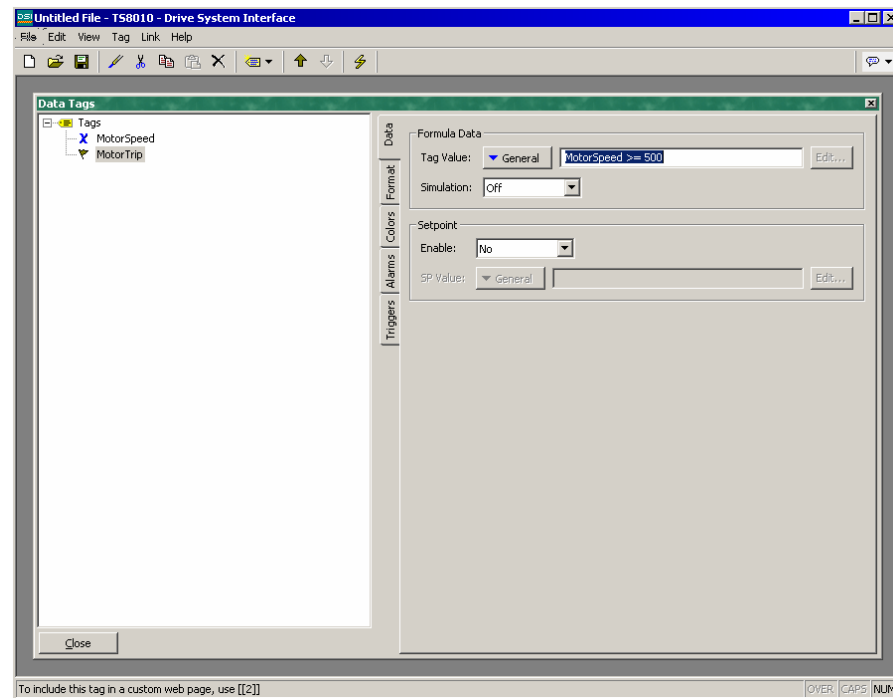 Untitled File - TS8010 - Drive System Interface
File Edit View Tag Link Help
Data Tags
Tags
MotorSpeed
MotorTrip
Data
Format
Colors
Alarms
Triggers
Formula Data
Tag Value: General MotorSpeed >= 500 Edit...
Simulation: Off
Setpoint
Enable: No
SP Value: General Edit...
Close
To include this tag in a custom web page, use [[2]] OVER CAPS NUM